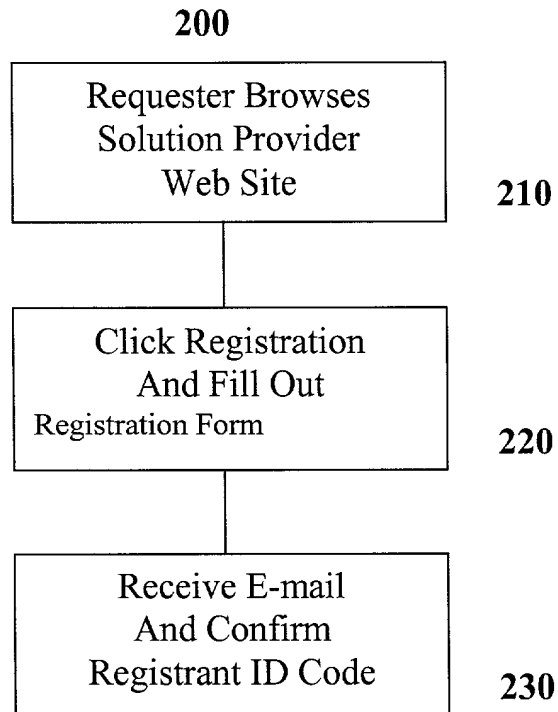 200
Requester Browses
Solution Provider
Web Site
210
Click Registration
And Fill Out
Registration Form
220
Receive E-mail
And Confirm
Registrant ID Code
230